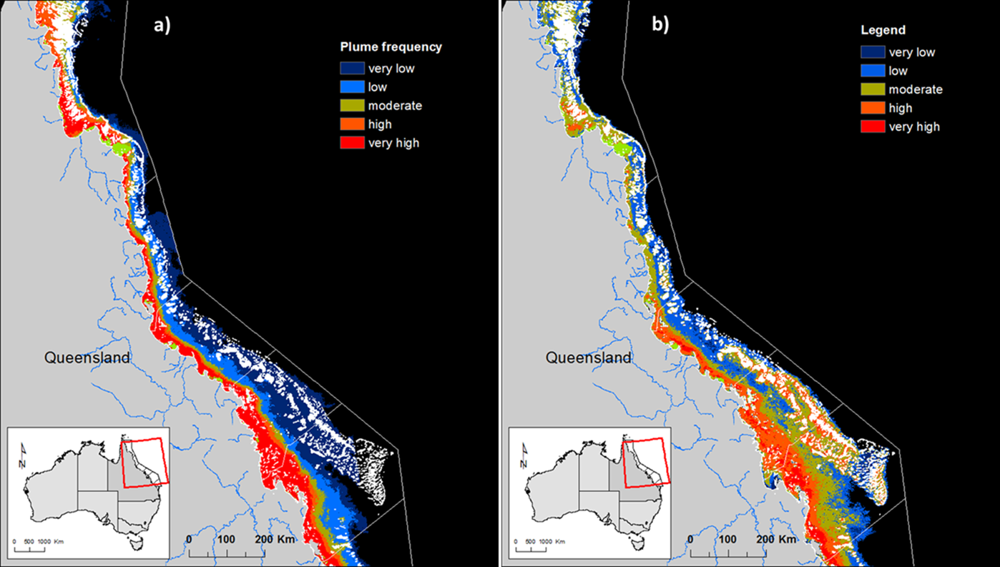 a)
Plume frequency
very low
low
moderate
high
very high
Queensland
N
0 500 1000 Km
0 100 200 Km
b)
Legend
very low
low
moderate
high
very high
Queensland
N
0 500 1000 Km
0 100 200 Km